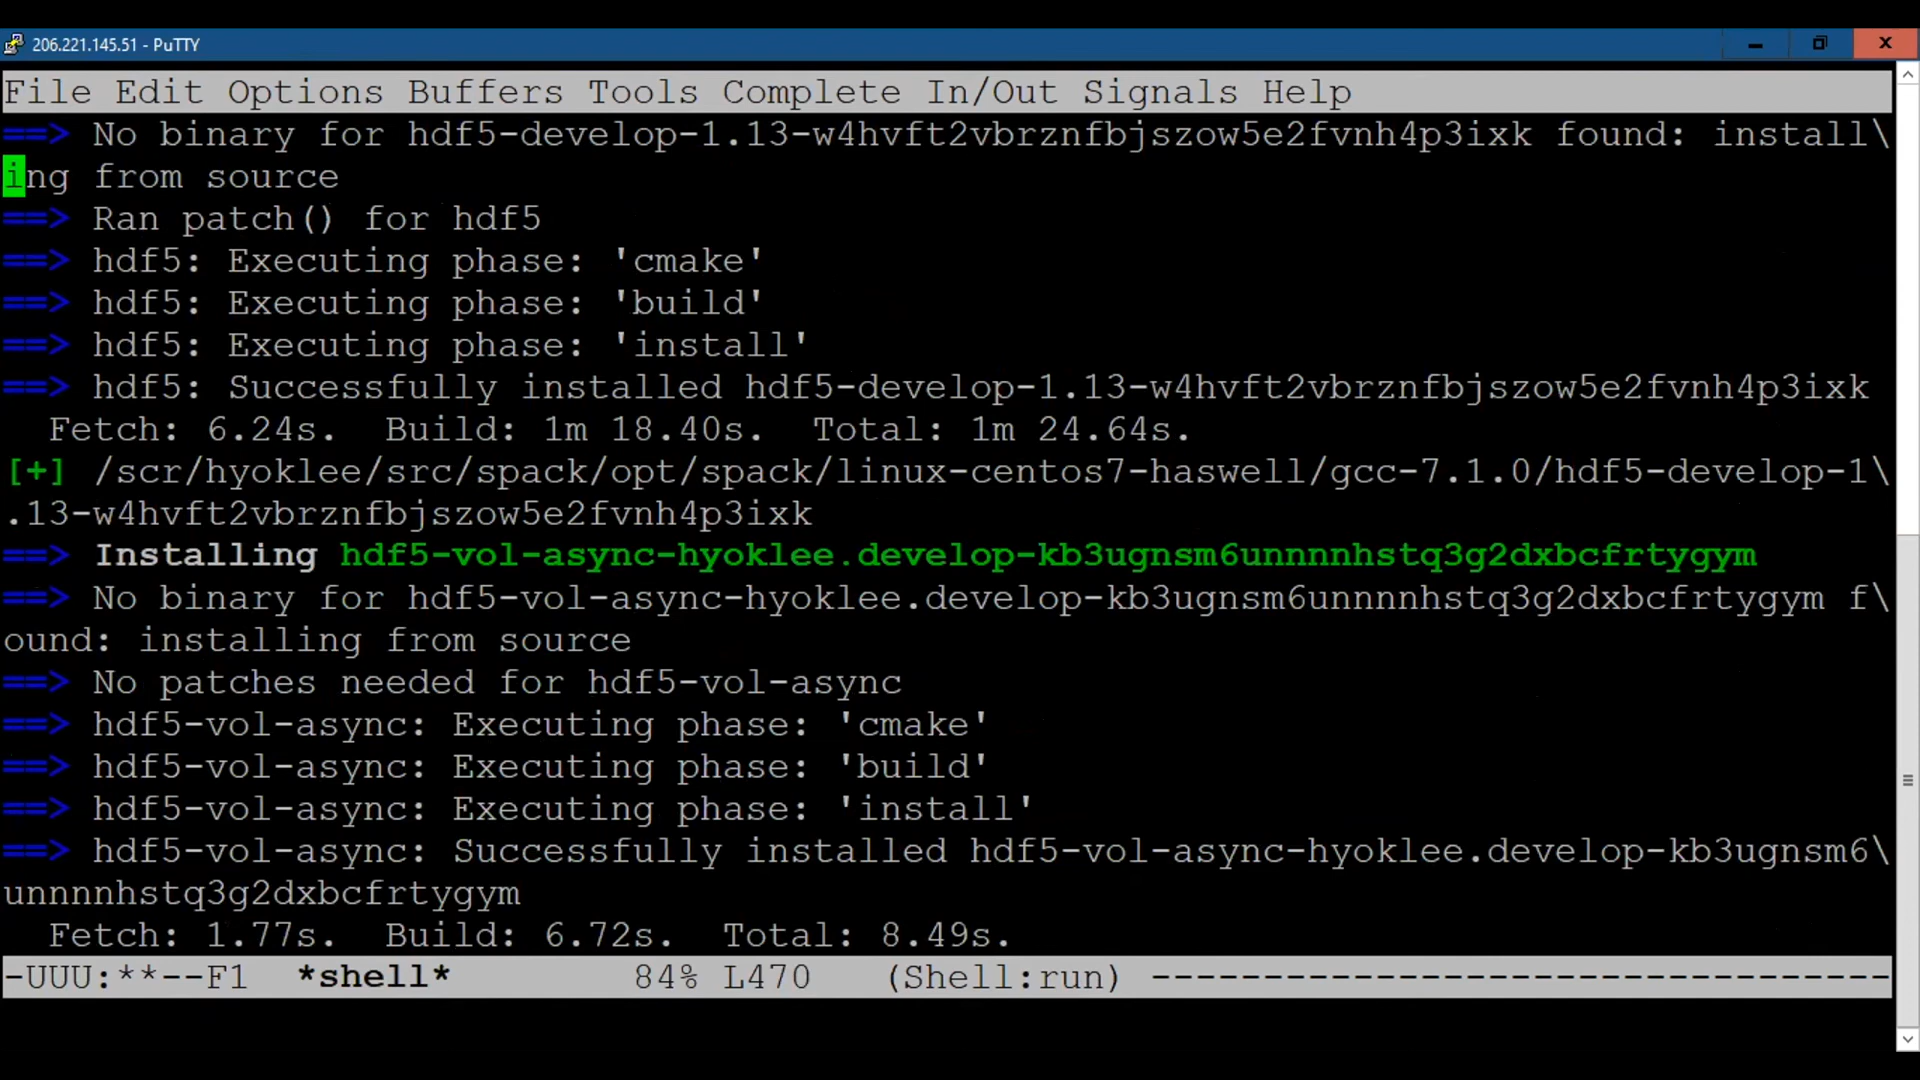 206.221.145.51 - PuTTY
File Edit Options Buffers Tools Complete In/Out Signals Help
==> No binary for hdf5-develop-1.13-w4hvft2vbrznfbjszow5e2fvnh4p3ixk found: install\
ing from source
==> Ran patch() for hdf5
==> hdf5: Executing phase: 'cmake'
==> hdf5: Executing phase: 'build'
==> hdf5: Executing phase: 'install'
==> hdf5: Successfully installed hdf5-develop-1.13-w4hvft2vbrznfbjszow5e2fvnh4p3ixk
  Fetch: 6.24s.  Build: 1m 18.40s.  Total: 1m 24.64s.
[+] /scr/hyoklee/src/spack/opt/spack/linux-centos7-haswell/gcc-7.1.0/hdf5-develop-1\
.13-w4hvft2vbrznfbjszow5e2fvnh4p3ixk
==> Installing hdf5-vol-async-hyoklee.develop-kb3ugnsm6unnnnhstq3g2dxbcfrtygym
==> No binary for hdf5-vol-async-hyoklee.develop-kb3ugnsm6unnnnhstq3g2dxbcfrtygym f\
ound: installing from source
==> No patches needed for hdf5-vol-async
==> hdf5-vol-async: Executing phase: 'cmake'
==> hdf5-vol-async: Executing phase: 'build'
==> hdf5-vol-async: Executing phase: 'install'
==> hdf5-vol-async: Successfully installed hdf5-vol-async-hyoklee.develop-kb3ugnsm6\
unnnnhstq3g2dxbcfrtygym
  Fetch: 1.77s.  Build: 6.72s.  Total: 8.49s.
-UUU:**--F1  *shell*        84% L470   (Shell:run) ---------------------------------